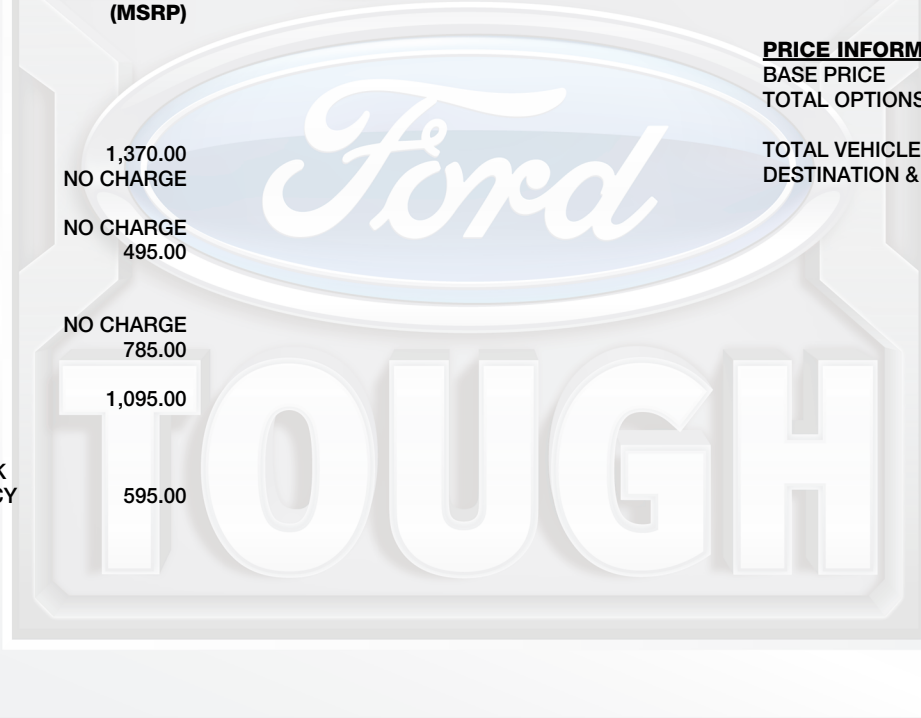 (MSRP)
1,370.00
NO CHARGE
NO CHARGE
495.00
NO CHARGE
785.00
1,095.00
K
CY
595.00
PRICE INFORM
BASE PRICE
TOTAL OPTIONS
TOTAL VEHICLE
DESTINATION &
Ford
TOUGH